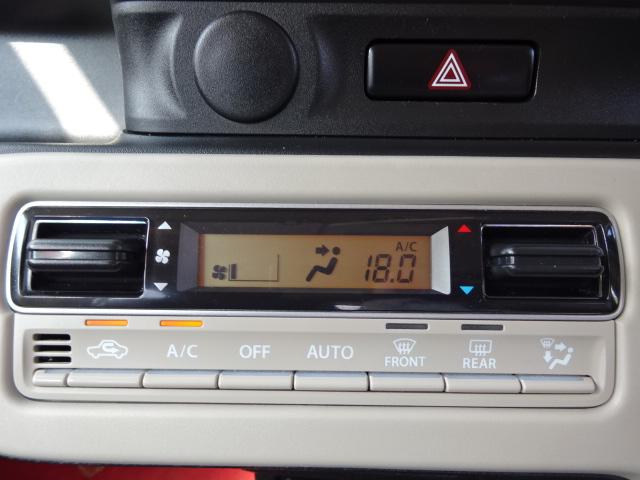 A/C
18.0
A/C OFF AUTO FRONT REAR